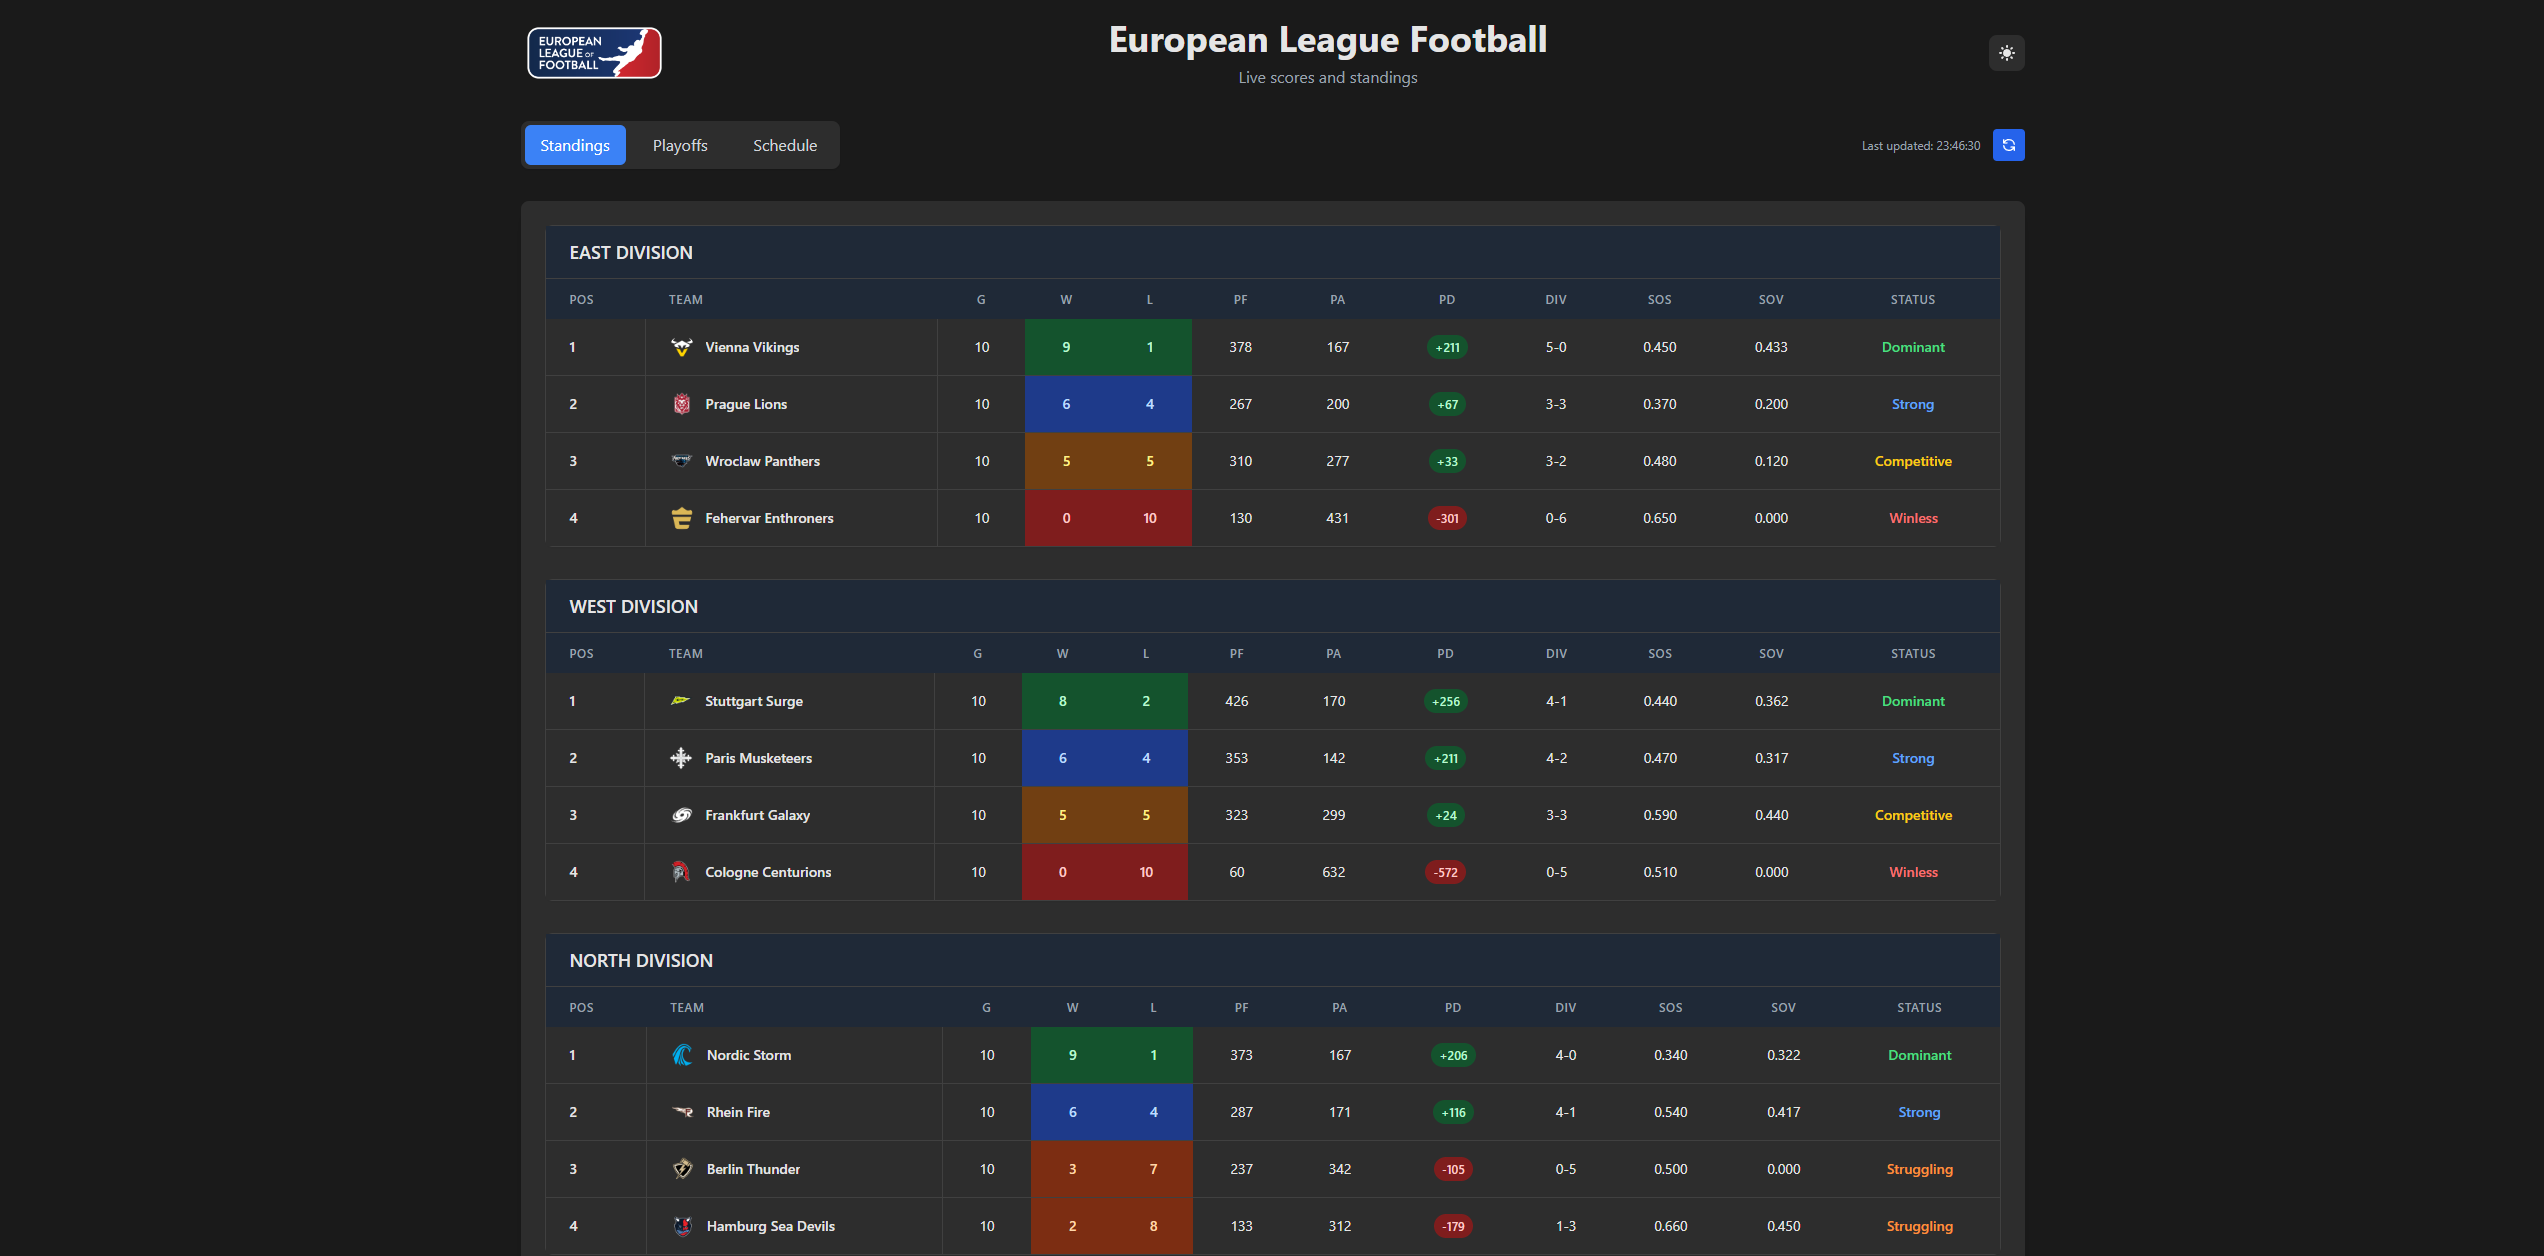 EUROPEAN
LEAGUE OF
FOOTBALL
European League Football
Live scores and standings
Standings Playoffs Schedule
Last updated: 23:46:30
EAST DIVISION
POS TEAM G W L PF PA PD DIV SOS SOV STATUS
1 Vienna Vikings 10 9 1 378 167 +211 5-0 0.450 0.433 Dominant
2 Prague Lions 10 6 4 267 200 +67 3-3 0.370 0.200 Strong
3 Wroclaw Panthers 10 5 5 310 277 +33 3-2 0.480 0.120 Competitive
4 Fehervar Enthroners 10 0 10 130 431 -301 0-6 0.650 0.000 Winless
WEST DIVISION
POS TEAM G W L PF PA PD DIV SOS SOV STATUS
1 Stuttgart Surge 10 8 2 426 170 +256 4-1 0.440 0.362 Dominant
2 Paris Musketeers 10 6 4 353 142 +211 4-2 0.470 0.317 Strong
3 Frankfurt Galaxy 10 5 5 323 299 +24 3-3 0.590 0.440 Competitive
4 Cologne Centurions 10 0 10 60 632 -572 0-5 0.510 0.000 Winless
NORTH DIVISION
POS TEAM G W L PF PA PD DIV SOS SOV STATUS
1 Nordic Storm 10 9 1 373 167 +206 4-0 0.340 0.322 Dominant
2 Rhein Fire 10 6 4 287 171 +116 4-1 0.540 0.417 Strong
3 Berlin Thunder 10 3 7 237 342 -105 0-5 0.500 0.000 Struggling
4 Hamburg Sea Devils 10 2 8 133 312 -179 1-3 0.660 0.450 Struggling